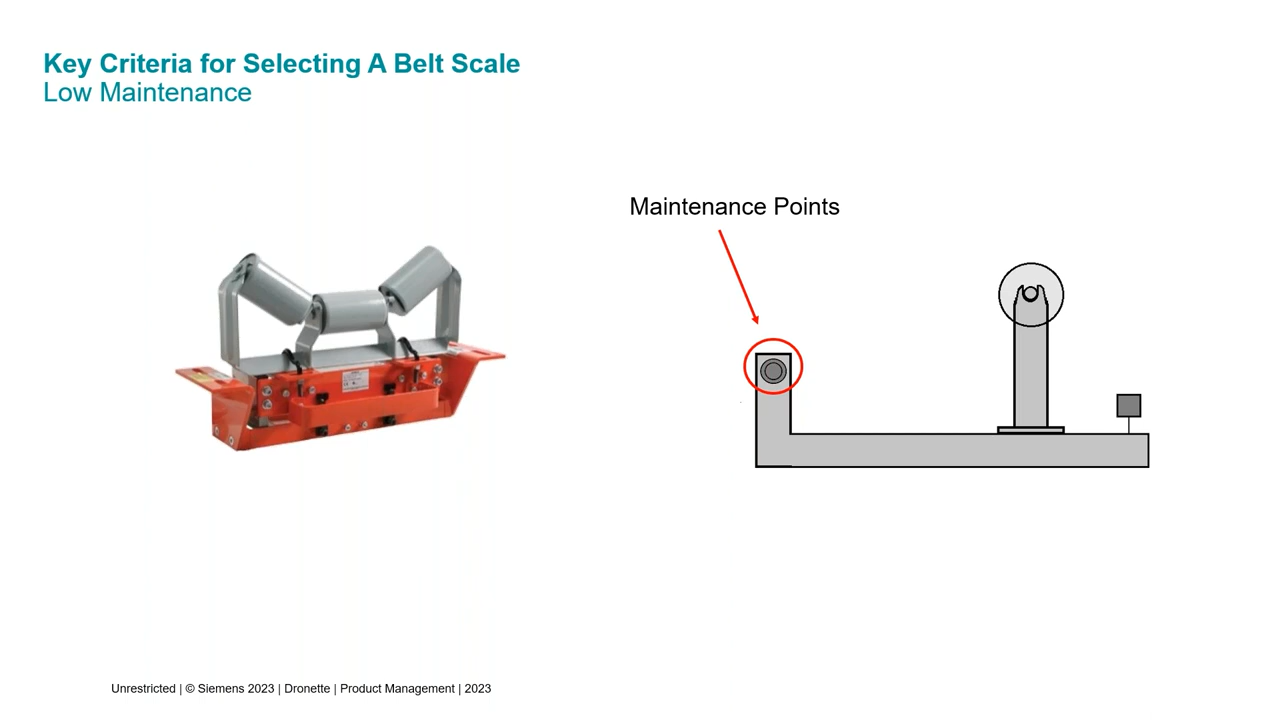 Key Criteria for Selecting A Belt Scale
Low Maintenance
Maintenance Points
Unrestricted | © Siemens 2023 | Dronette | Product Management | 2023